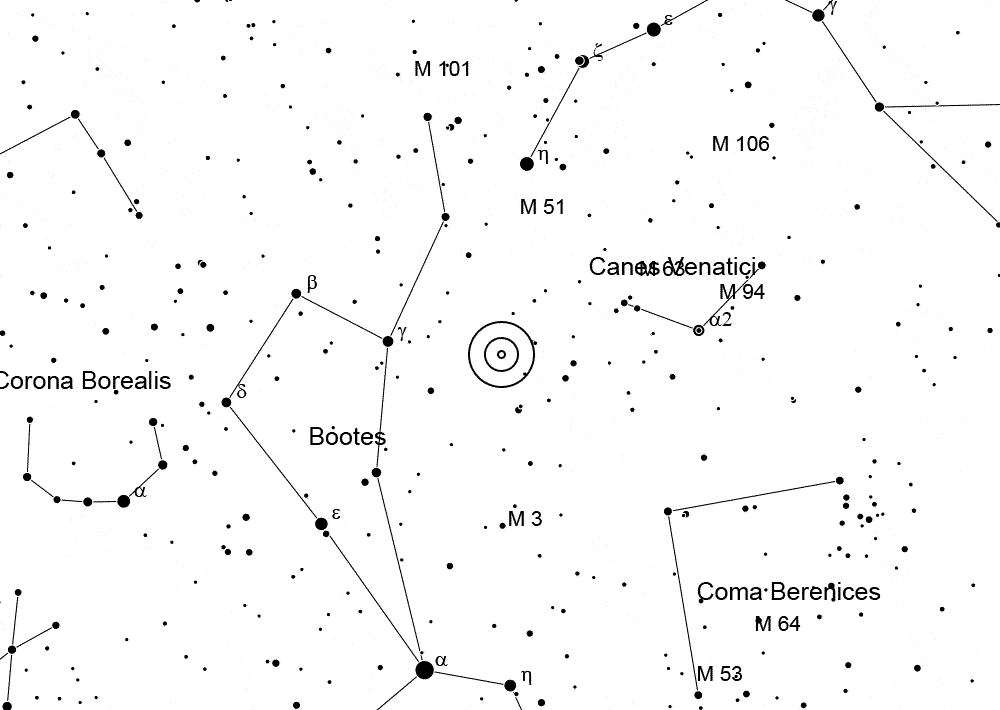 γ
ε
ζ
M 101
M 106
η
M 51
Canes Venatici
M 63
M 94
β
α2
γ
Corona Borealis
δ
Bootes
α
ε
M 3
Coma Berenices
M 64
α
M 53
η